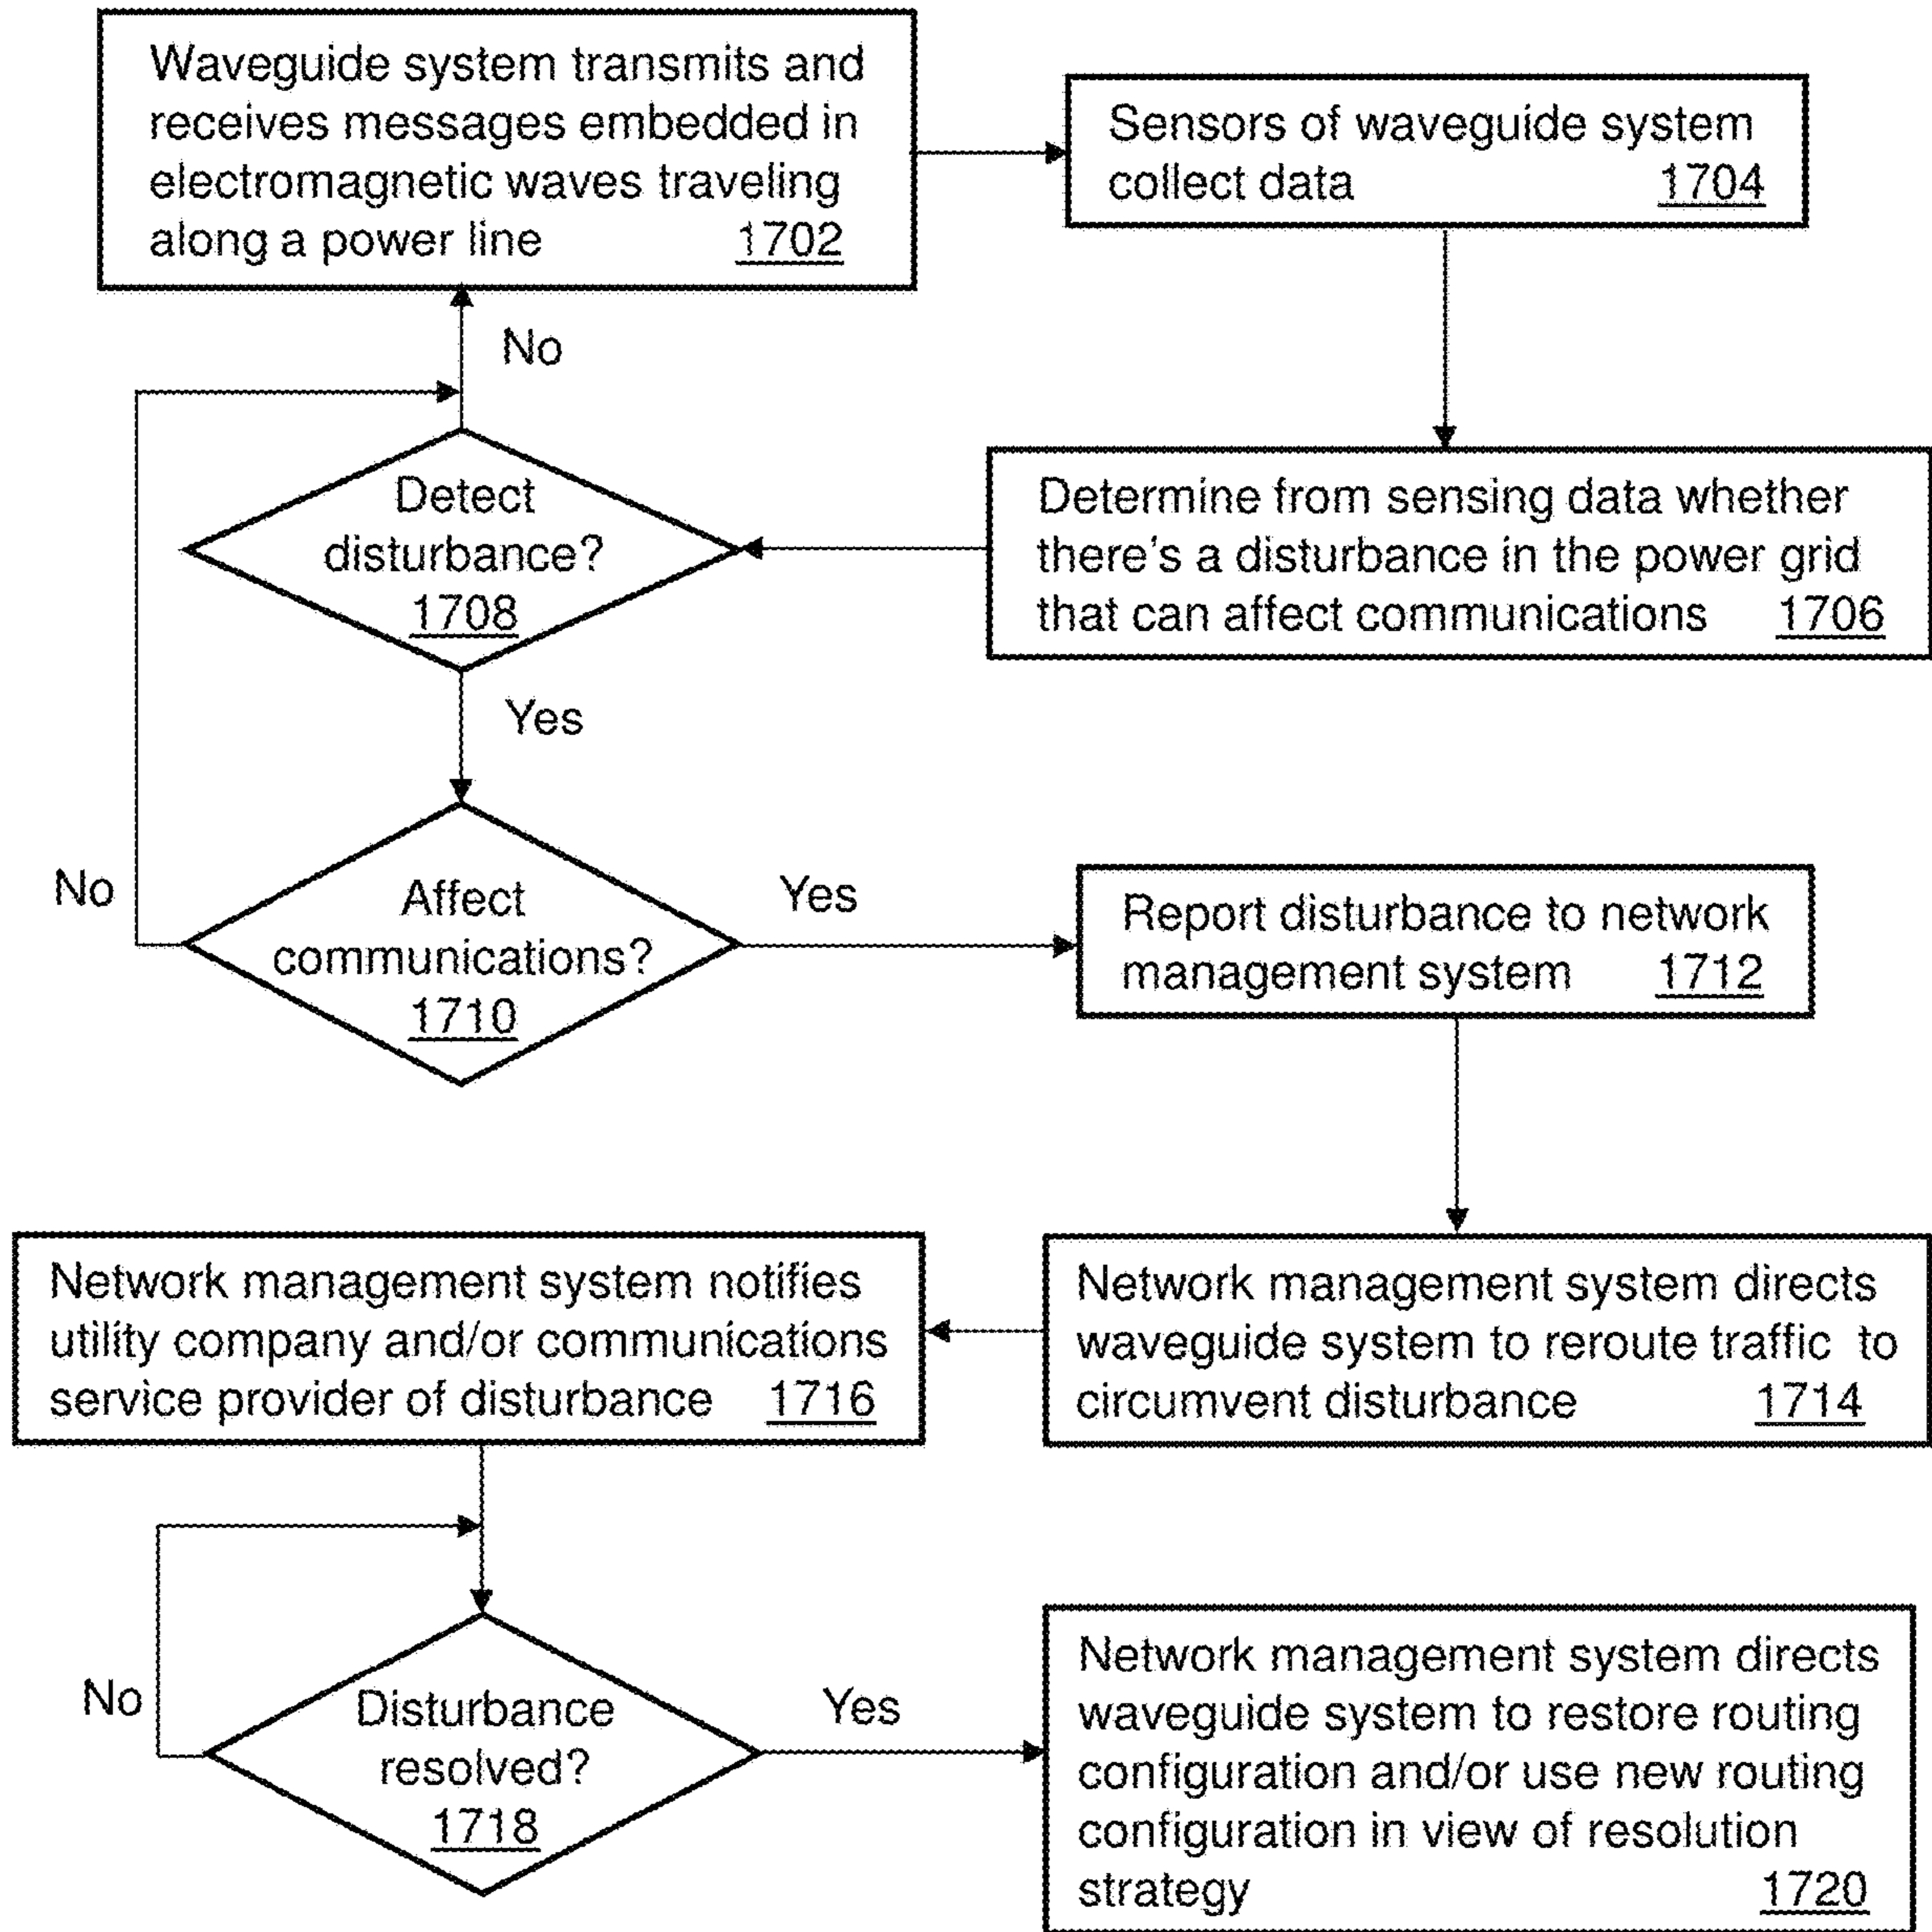 Waveguide system transmits and
receives messages embedded in
electromagnetic waves traveling
along a power line 1702
Sensors of waveguide system
collect data 1704
No
Detect
disturbance?
1708
Determine from sensing data whether
there's a disturbance in the power grid
that can affect communications 1706
Yes
No
Affect
communications?
1710
Yes
Report disturbance to network
management system 1712
Network management system notifies
utility company and/or communications
service provider of disturbance 1716
Network management system directs
waveguide system to reroute traffic to
circumvent disturbance 1714
No
Disturbance
resolved?
1718
Yes
Network management system directs
waveguide system to restore routing
configuration and/or use new routing
configuration in view of resolution
strategy 1720